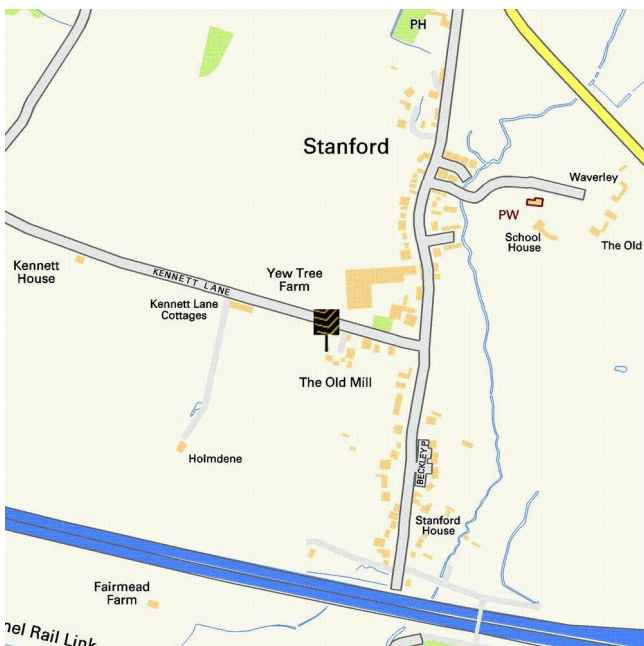 PH
Stanford
Waverley
PW
School
House
The Old
Kennett
House
KENNETT LANE
Yew Tree
Farm
Kennett Lane
Cottages
The Old Mill
Holmdene
BECKLEY P
Stanford
House
Fairmead
Farm
nel Rail Link